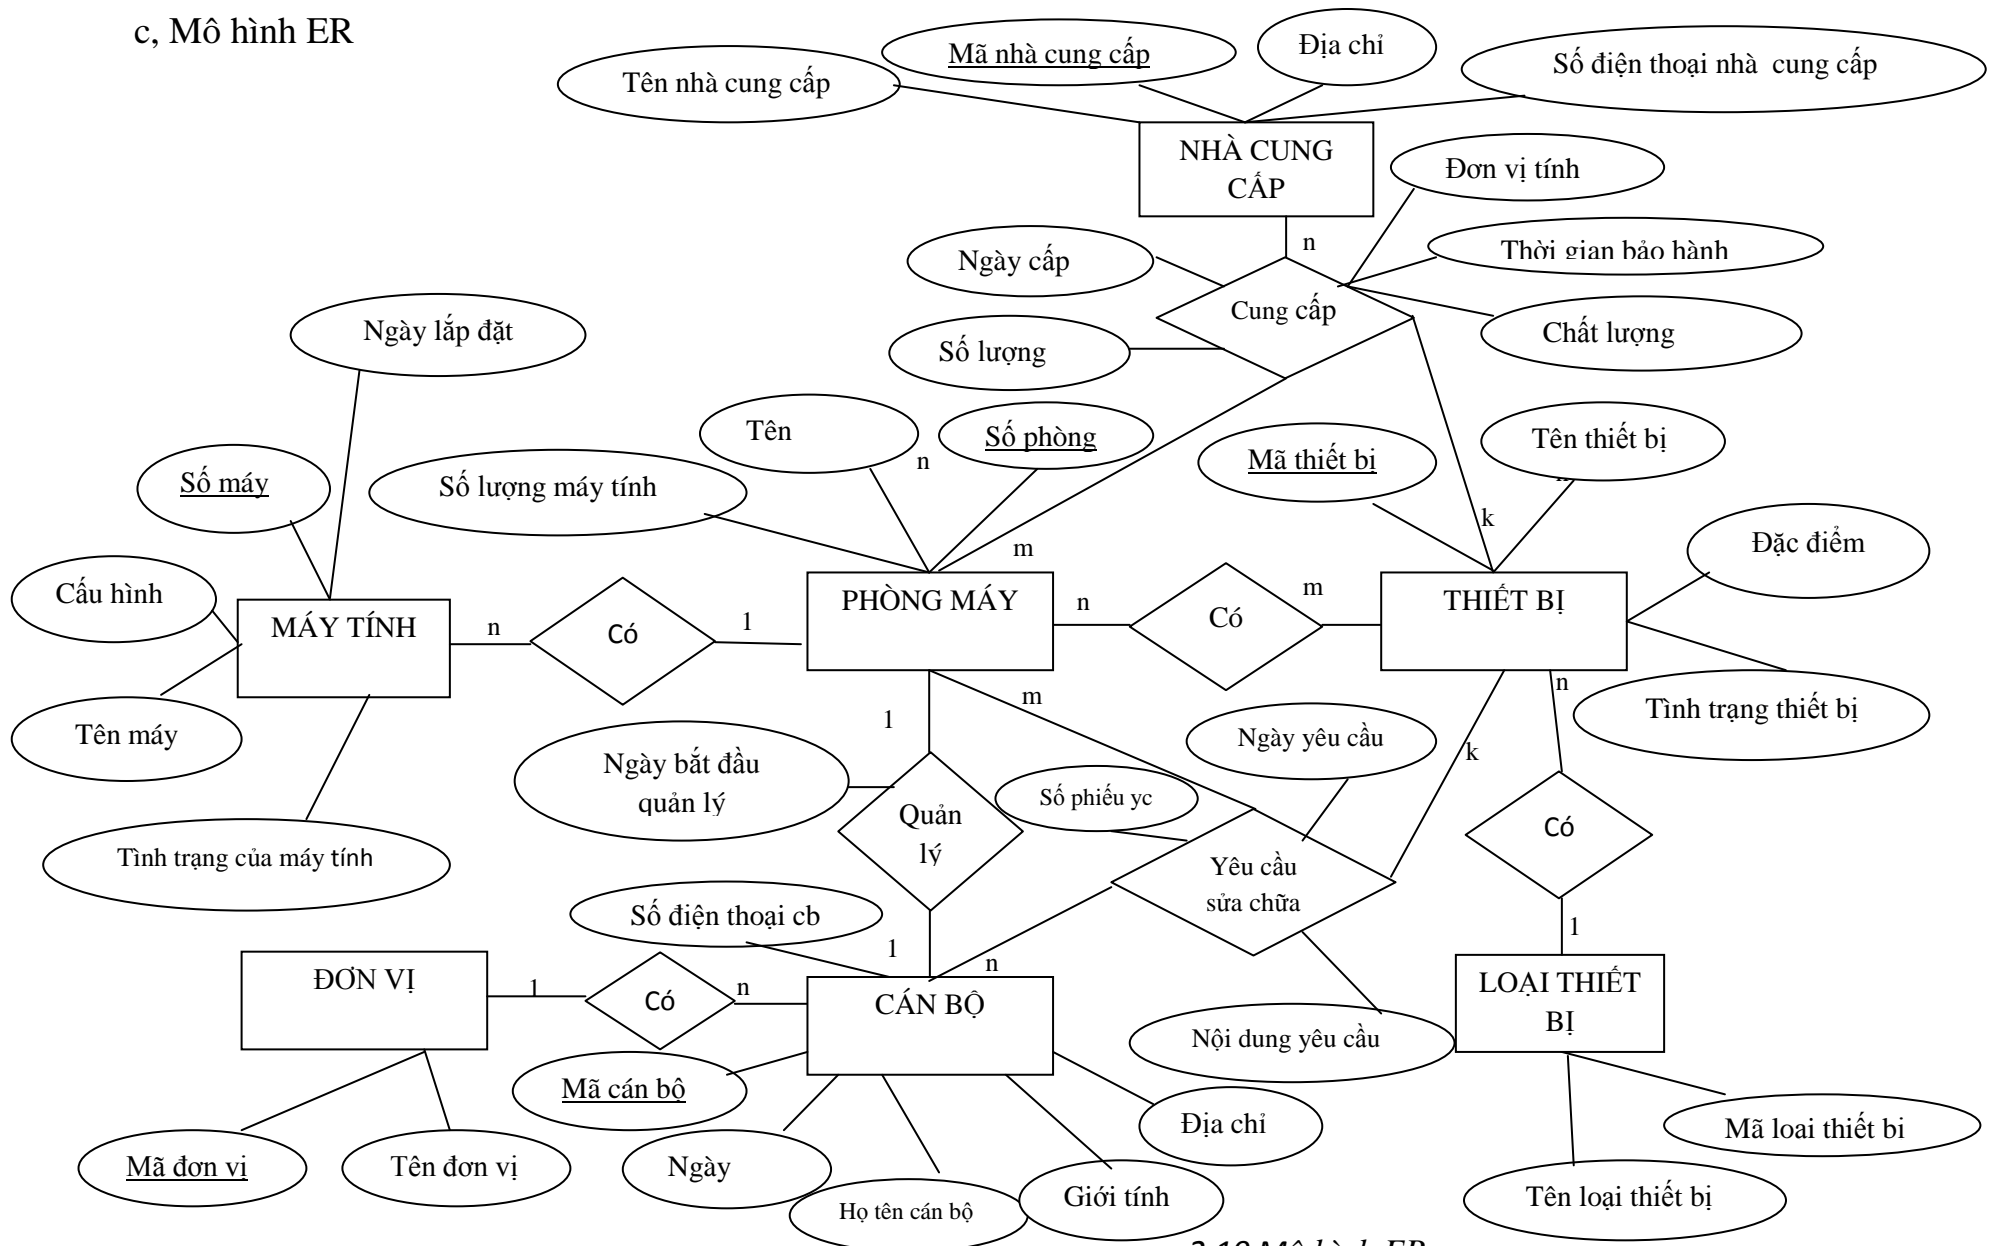 c, Mô hình ER
Mã nhà cung cấp
Địa chỉ
Tên nhà cung cấp
Số điện thoại nhà cung cấp
NHÀ CUNG
CẤP
Đơn vị tính
n
Ngày cấp
Thời gian bảo hành
Cung cấp
Ngày lắp đặt
Số lượng
Chất lượng
Tên
n
Số phòng
Mã thiết bị
Tên thiết bị
Số máy
Số lượng máy tính
k
m
Đặc điểm
Cấu hình
MÁY TÍNH
n
Có
1
PHÒNG MÁY
n
Có
m
THIẾT BỊ
Tên máy
1
m
n
Tình trạng thiết bị
Ngày bắt đầu
quản lý
Ngày yêu cầu
k
Số phiếu yc
Quản
lý
Có
Tình trạng của máy tính
Yêu cầu
sửa chữa
Số điện thoại cb
1
n
1
ĐƠN VỊ
1
Có
n
CÁN BỘ
LOẠI THIẾT
BỊ
Nội dung yêu cầu
Mã cán bộ
Địa chỉ
Mã loai thiết bi
Mã đơn vị
Tên đơn vị
Ngày
Họ tên cán bộ
Giới tính
Tên loại thiết bị
3.10 Mô hình ER